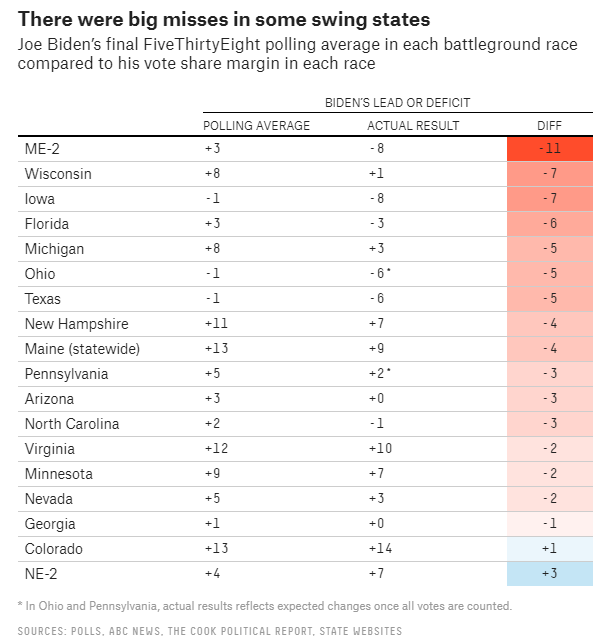 There were big misses in some swing states
Joe Biden's final FiveThirtyEight polling average in each battleground race
compared to his vote share margin in each race
BIDEN'S LEAD OR DEFICIT
POLLING AVERAGE ACTUAL RESULT DIFF
ME-2 +3 -8 -11
Wisconsin +8 +1 -7
Iowa -1 -8 -7
Florida +3 -3 -6
Michigan +8 +3 -5
Ohio -1 -6* -5
Texas -1 -6 -5
New Hampshire +11 +7 -4
Maine (statewide) +13 +9 -4
Pennsylvania +5 +2* -3
Arizona +3 +0 -3
North Carolina +2 -1 -3
Virginia +12 +10 -2
Minnesota +9 +7 -2
Nevada +5 +3 -2
Georgia +1 +0 -1
Colorado +13 +14 +1
NE-2 +4 +7 +3
* In Ohio and Pennsylvania, actual results reflects expected changes once all votes are counted.
SOURCES: POLLS, ABC NEWS, THE COOK POLITICAL REPORT, STATE WEBSITES